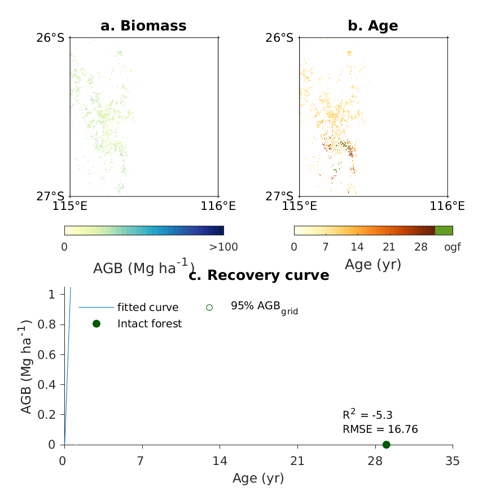 a. Biomass
b. Age
26°S
26°S
27°S
27°S
115°E
116°E
115°E
116°E
0
>100
0
7
14
21
28
ogf
AGB (Mg ha⁻¹)
Age (yr)
c. Recovery curve
1
0.8
0.6
0.4
0.2
0
AGB (Mg ha⁻¹)
fitted curve
95% AGB_grid
Intact forest
R² = -5.3
RMSE = 16.76
0
7
14
21
28
35
Age (yr)